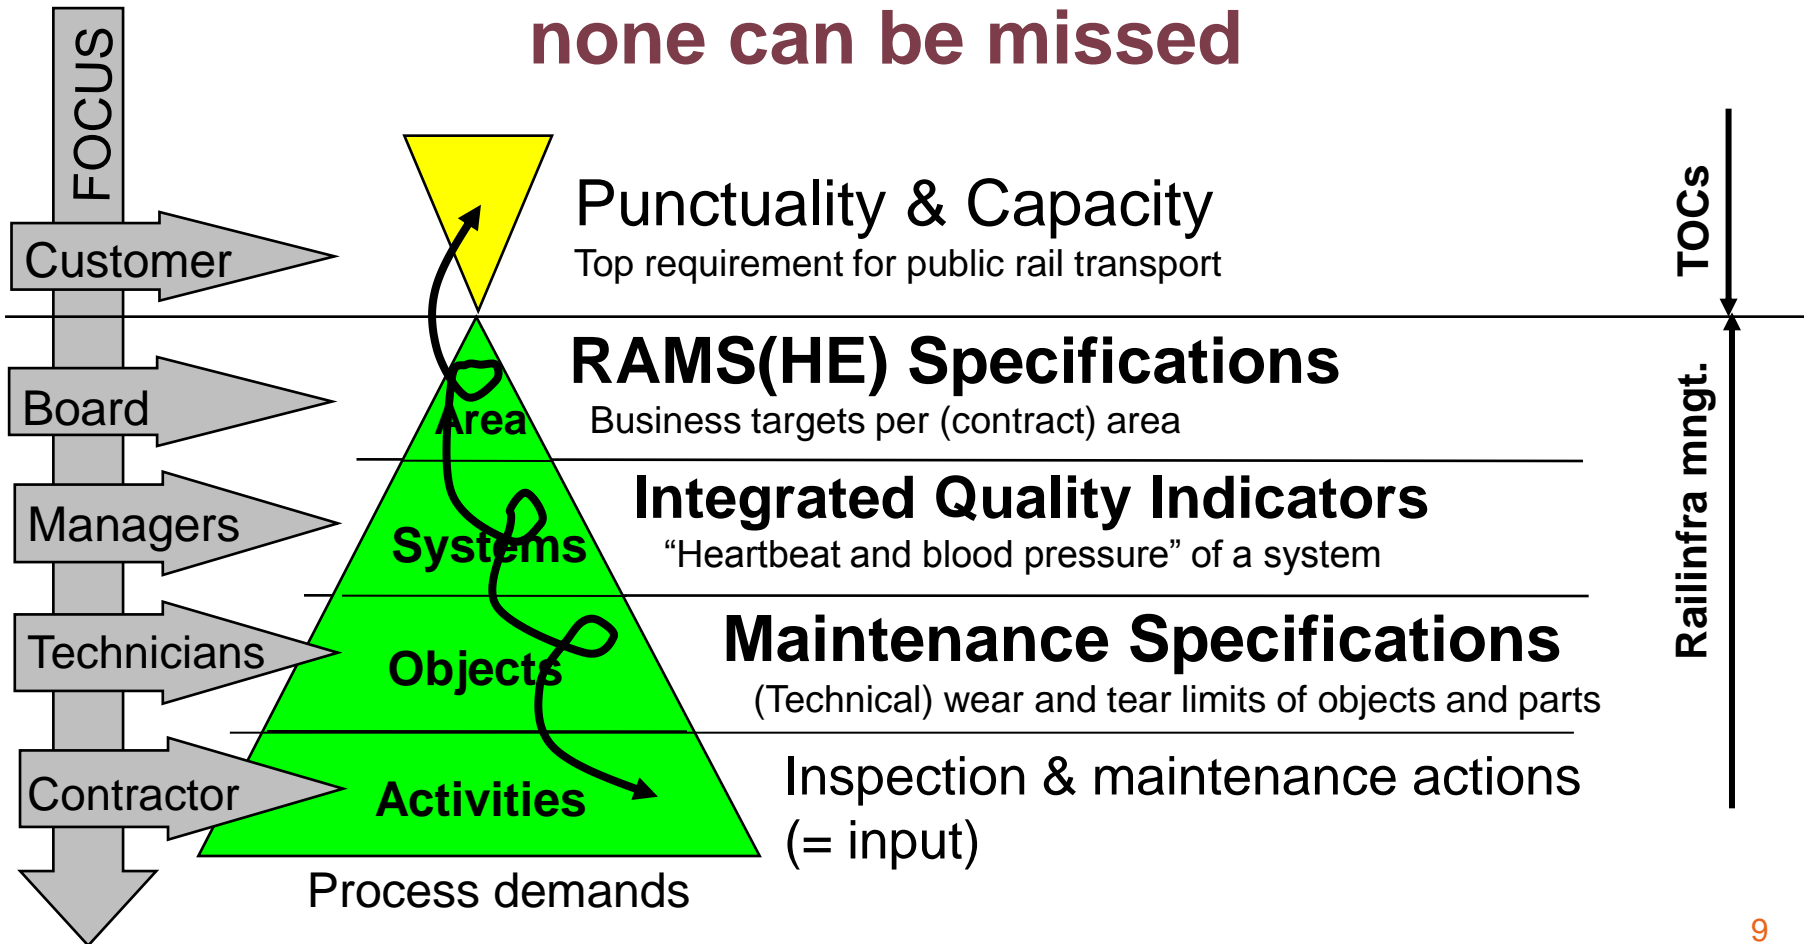 none can be missed
FOCUS
Customer
Punctuality & Capacity
Top requirement for public rail transport
TOCs
Board
Area
RAMS(HE) Specifications
Business targets per (contract) area
Managers
Systems
Integrated Quality Indicators
“Heartbeat and blood pressure” of a system
Railinfra mngt.
Technicians
Objects
Maintenance Specifications
(Technical) wear and tear limits of objects and parts
Contractor
Activities
Inspection & maintenance actions
(= input)
Process demands
9